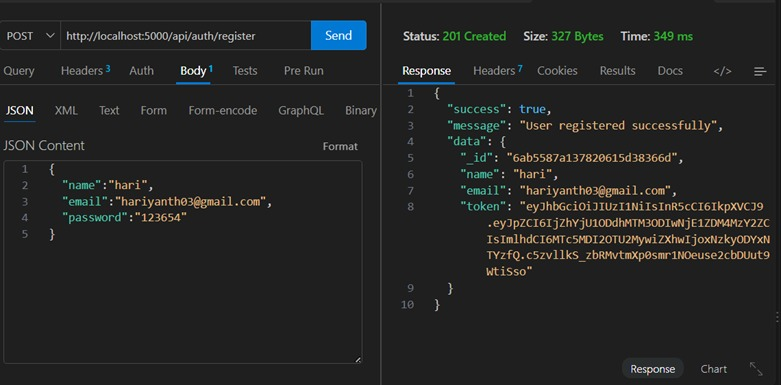 POST http://localhost:5000/api/auth/register Send
Query Headers 3 Auth Body 1 Tests Pre Run
JSON XML Text Form Form-encode GraphQL Binary
JSON Content Format
1 {
2 "name":"hari",
3 "email":"hariyanth03@gmail.com",
4 "password":"123654"
5 }
Status: 201 Created Size: 327 Bytes Time: 349 ms
Response Headers 7 Cookies Results Docs </>
1 {
2 "success": true,
3 "message": "User registered successfully",
4 "data": {
5 "_id": "6ab5587a137820615d38366d",
6 "name": "hari",
7 "email": "hariyanth03@gmail.com",
8 "token": "eyJhbGciOiJIUzI1NiIsInR5cCI6IkpXVCJ9
.eyJpZCI6IjZhYjU1ODdhMTM3ODIwNjE1ZDM4MzY2ZC
IsImlhdCI6MTc5MDI2OTU2MywiZXhwIjoxNzkyODYxN
TYzfQ.c5zvllkS_zbRMvtmXp0smr1NOeuse2cbDUut9
WtiSso"
9 }
10 }
Response Chart